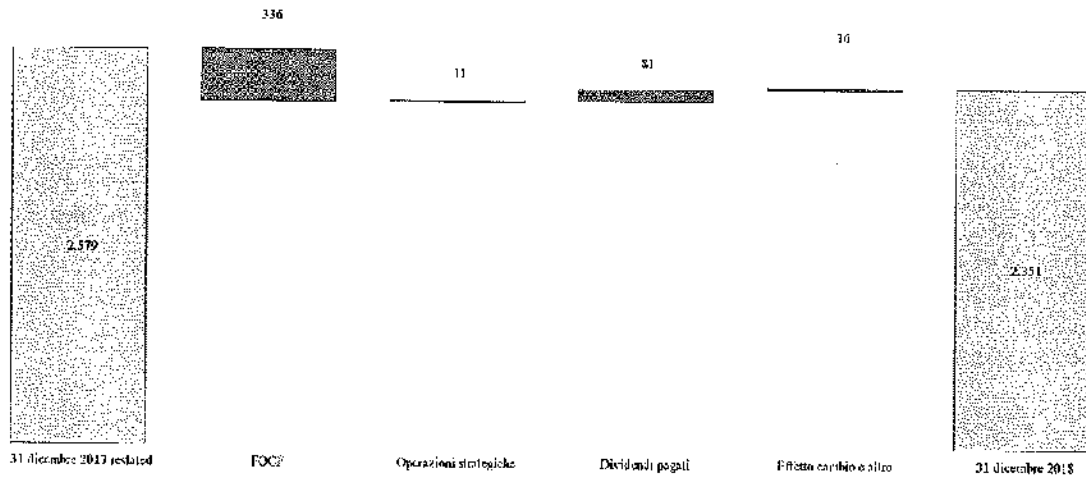 336
11
81
16
2.579
2.351
31 dicembre 2017 restated
FOCF
Operazioni strategiche
Dividendi pagati
Effetto cambio e altro
31 dicembre 2018